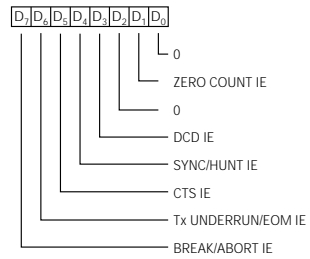 D7 D6 D5 D4 D3 D2 D1 D0
0
ZERO COUNT IE
0
DCD IE
SYNC/HUNT IE
CTS IE
Tx UNDERRUN/EOM IE
BREAK/ABORT IE